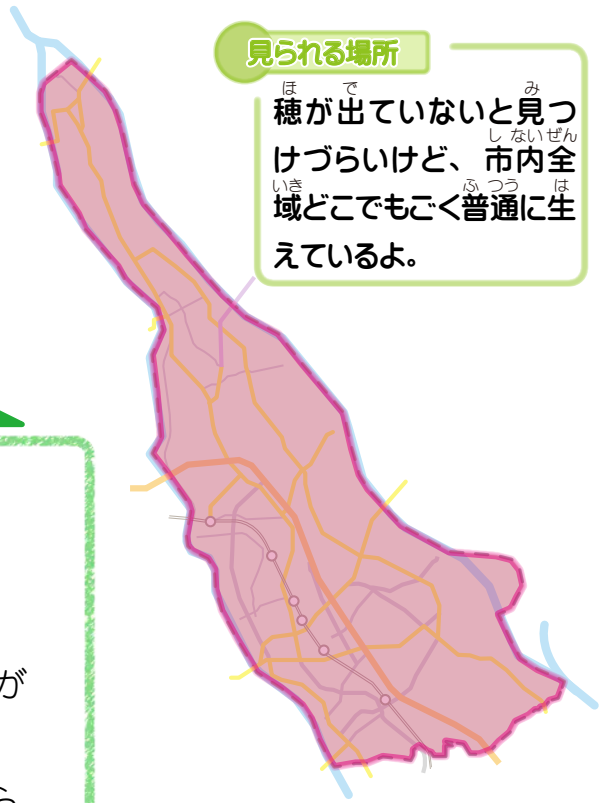 見られる場所
穂が出ていないと見つ
けづらいけど、市内全
域どこでもごく普通に生
えているよ。
が